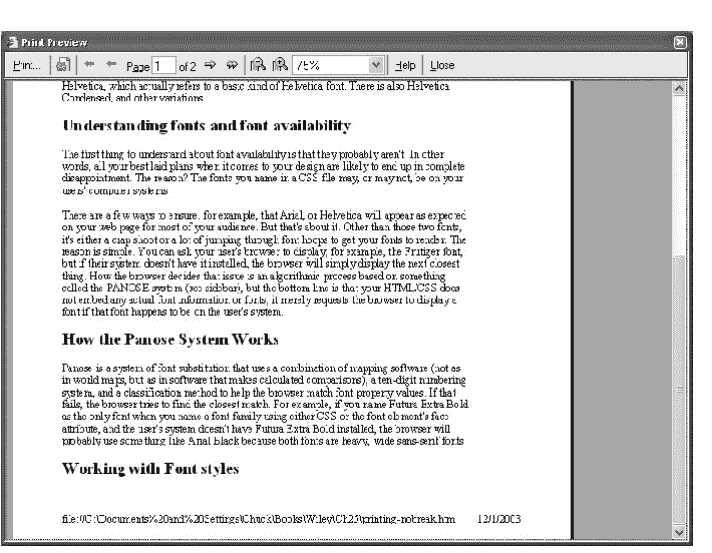 Print Preview
Print... Page 1 of 2 75% Help Close
Helvetica, which actually refers to a basic kind of Helvetica font. There is also Helvetica
Condensed, and other variations
Understanding fonts and font availability
The first thing to understand about font availability is that they probably aren't. In other
words, all your best laid plans when it comes to your design are likely to end up in complete
disappointment. The reason? The fonts you name in a CSS file may, or may not, be on your
users' computer systems
There are a few ways to ensure, for example, that Arial, or Helvetica will appear as expected
on your web page for most of your audience. But that's about it. Other than those two fonts,
it's either a crap shoot or a lot of jumping through font hoops to get your fonts to render. The
reason is simple. You can ask your user's browser to display, for example, the Frutiger font,
but if their system doesn't have it installed, the browser will simply display the next closest
thing. How the browser decides that issue is an algorithmic process based on something
called the PANOSE system (see sidebar), but the bottom line is that your HTML/CSS does
not embed any actual font information or fonts, it merely requests the browser to display a
font if that font happens to be on the user's system.
How the Panose System Works
Panose is a system of font substitution that uses a combination of mapping software (not as
in world maps, but as in software that makes calculated comparisons), a ten-digit numbering
system, and a classification method to help the browser match font property values. If that
fails, the browser tries to find the closest match. For example, if you name Futura Extra Bold
as the only font when you name a font family using either CSS or the font element's face
attribute, and the user's system doesn't have Futura Extra Bold installed, the browser will
probably use something like Arial Black because both fonts are heavy, wide sans-serif fonts
Working with Font styles
file://C:\Documents%20and%20Settings\Chuck\Books\Wiley\Ch25\printing-nobreak.htm 12/1/2003